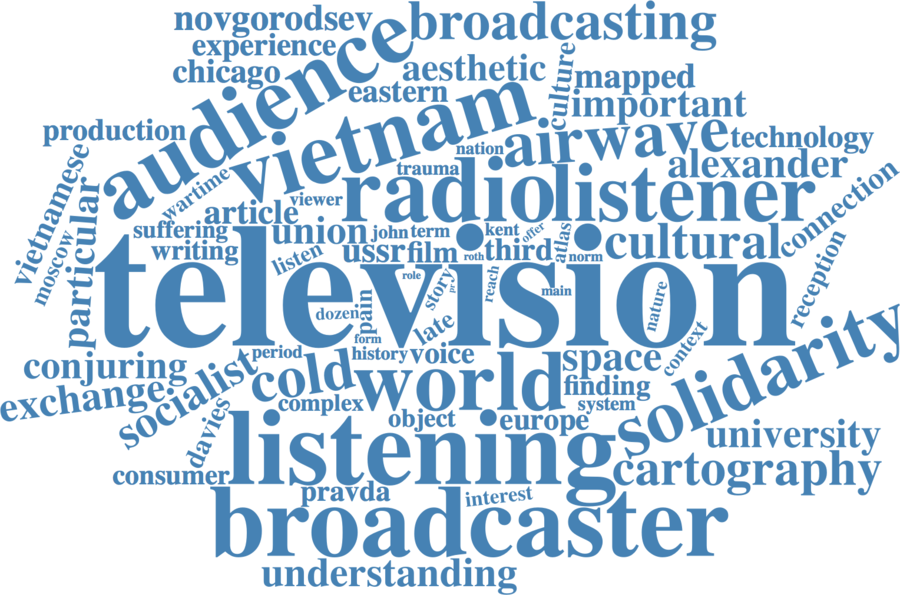 novgorodsev
broadcasting
experience
chicago
audience
aesthetic
culture
mapped
eastern
important
production
vietnam
airwave
technology
nation
vietnamese
wartime
trauma
alexander
viewer
radio
listener
connection
particular
article
moscow
suffering
union
john
term
kent
offer
atlas
cultural
writing
listen
ussr
film
roth
third
norm
television
role
story
pr
reach
main
nature
reception
dozen
pain
late
form
context
solidarity
conjuring
period
history
voice
space
exchange
socialist
cold
world
finding
complex
system
davies
object
europe
listening
university
consumer
cartography
pravda
interest
broadcaster
understanding